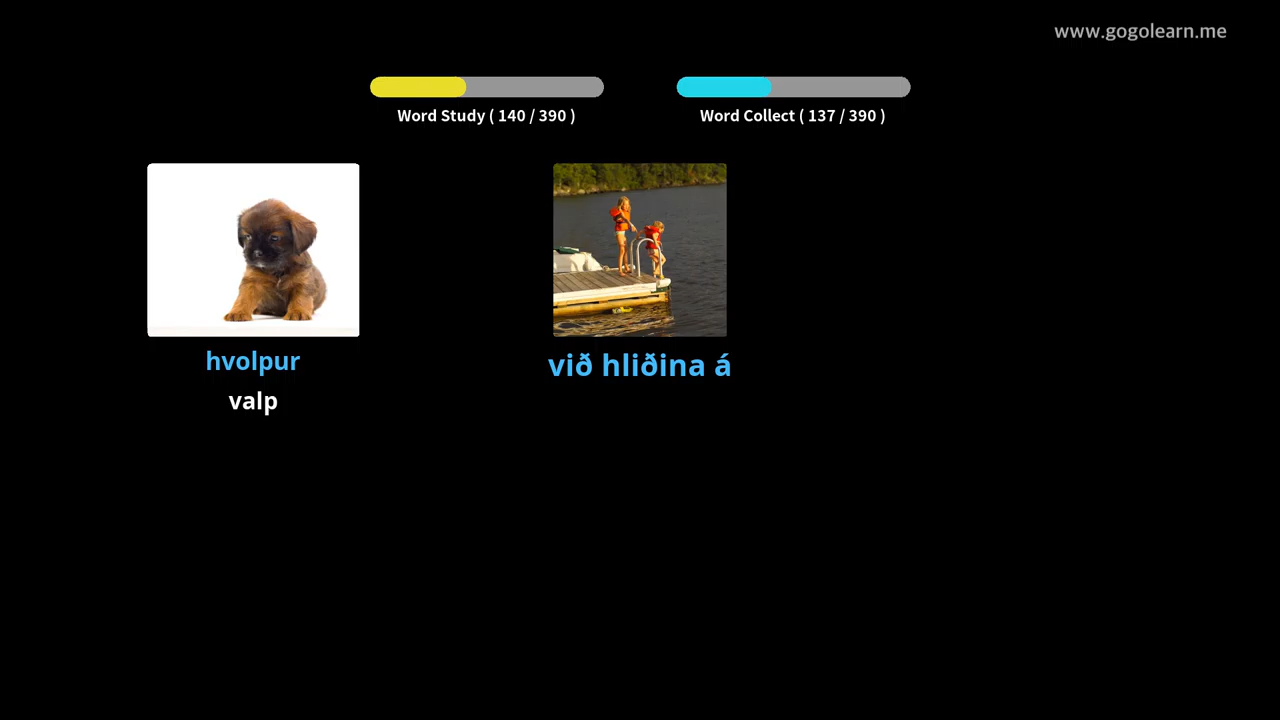 www.gogolearn.me
Word Study ( 140 / 390 )
Word Collect ( 137 / 390 )
hvolpur
valp
við hliðina á